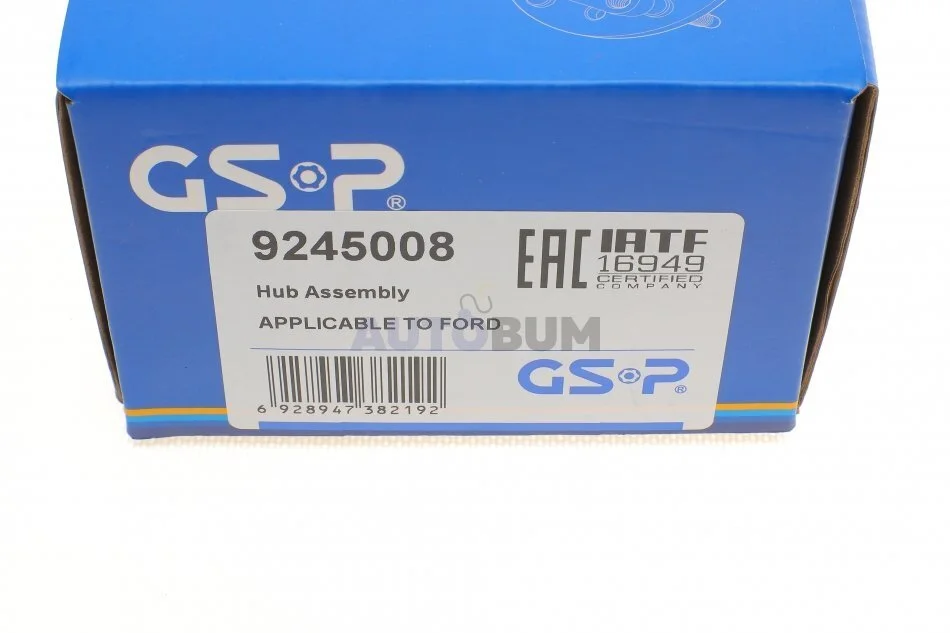 GSP®
9245008
EAC
IATF
16949
CERTIFIED
COMPANY
Hub Assembly
APPLICABLE TO FORD
AUTOBUM
6 928947 382192
GSP®